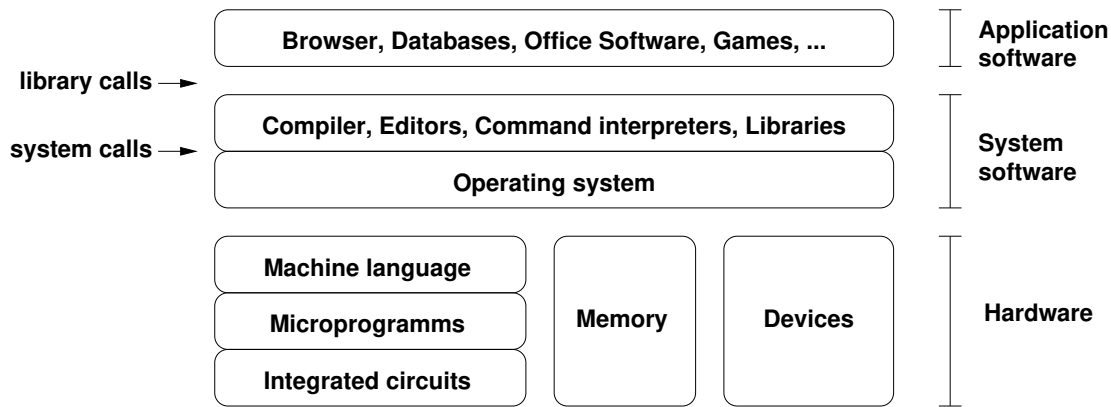 Browser, Databases, Office Software, Games, ...
Application
software
library calls
Compiler, Editors, Command interpreters, Libraries
system calls
Operating system
System
software
Machine language
Microprogramms
Integrated circuits
Memory
Devices
Hardware